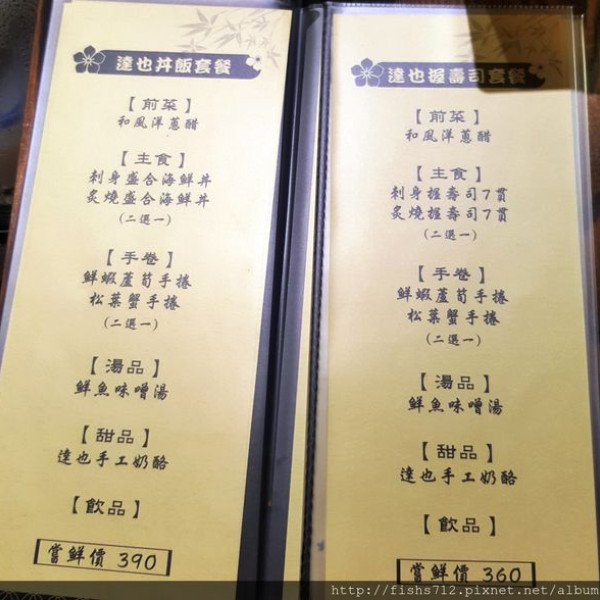 達也丼飯套餐
【前菜】
和風洋蔥醋
【主食】
刺身盛合海鮮丼
炙燒盛合海鮮丼
(二選一)
【手卷】
鮮蝦蘆筍手捲
松葉蟹手捲
(二選一)
【湯品】
鮮魚味噌湯
【甜品】
達也手工奶酪
【飲品】
嘗鮮價 390
達也握壽司套餐
【前菜】
和風洋蔥醋
【主食】
刺身握壽司7貫
炙燒握壽司7貫
(二選一)
【手卷】
鮮蝦蘆筍手捲
松葉蟹手捲
(二選一)
【湯品】
鮮魚味噌湯
【甜品】
達也手工奶酪
【飲品】
嘗鮮價 360
http://fishs712.pixnet.net/album